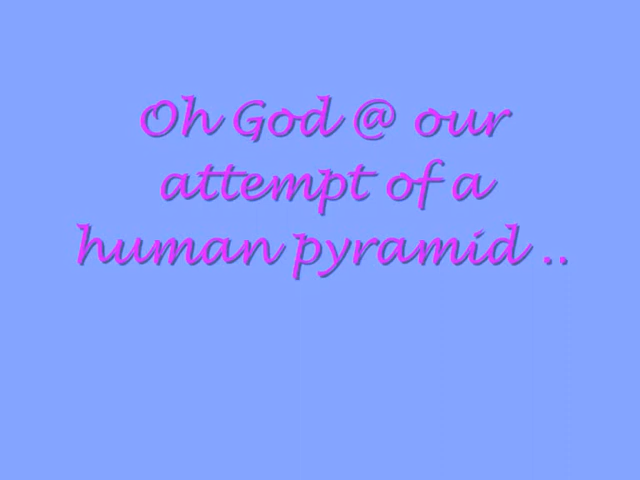 Oh God @ our
attempt of a
human pyramid ..